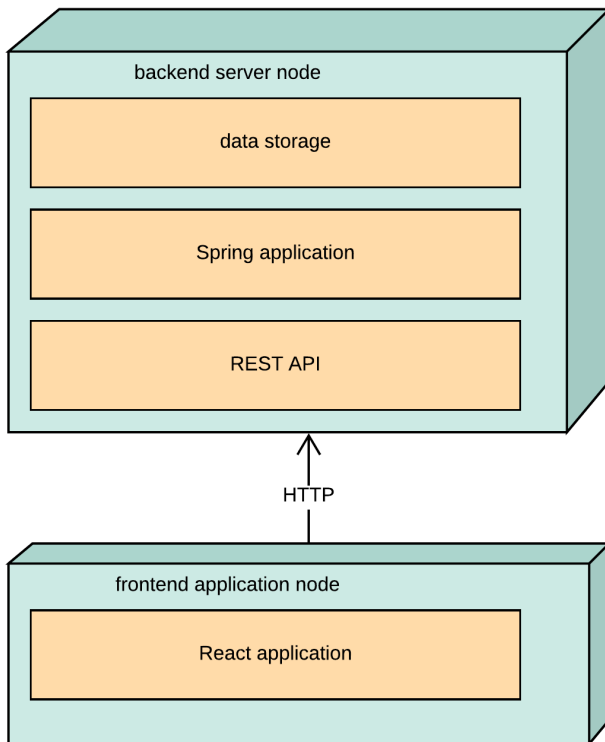 backend server node
data storage
Spring application
REST API
HTTP
frontend application node
React application